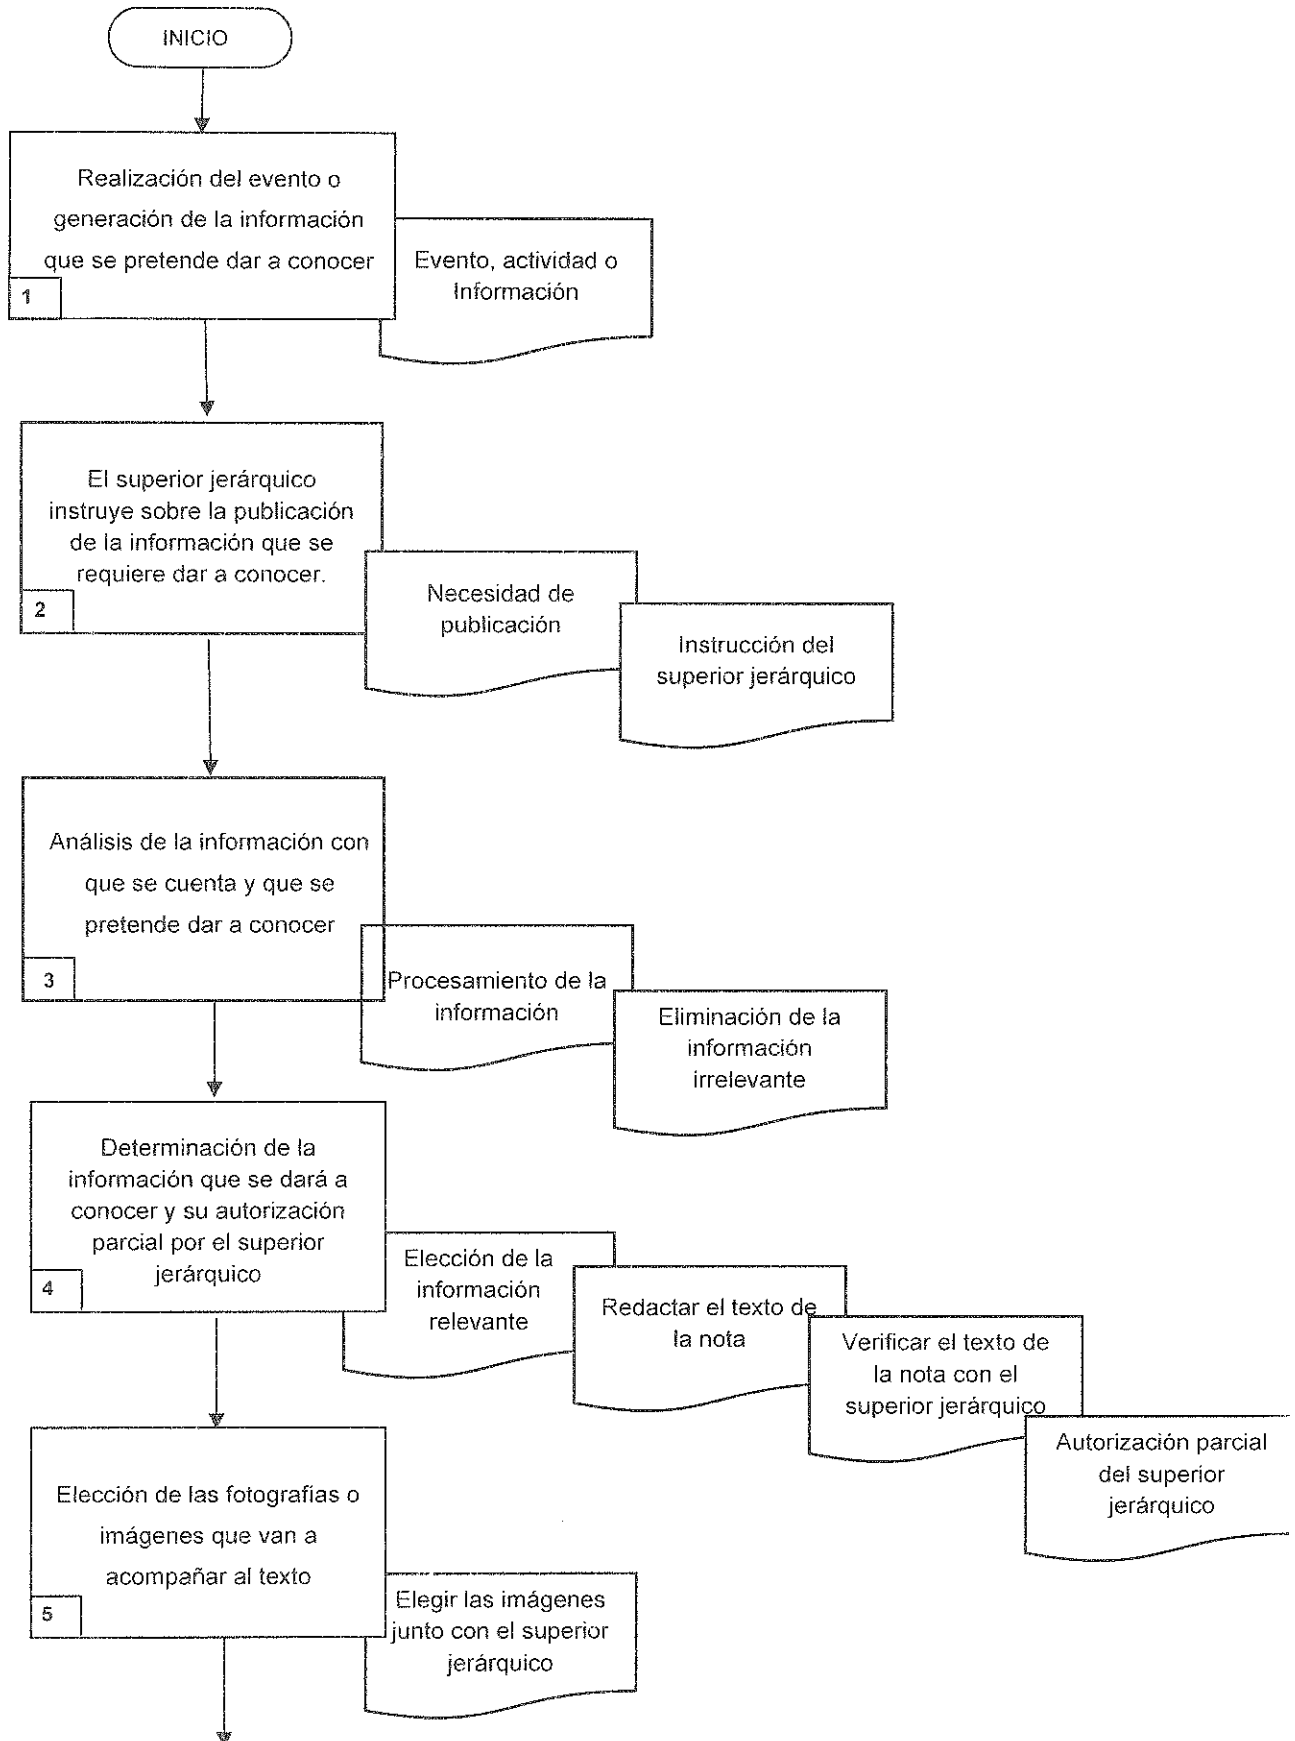 INICIO
Realización del evento o
generación de la información
que se pretende dar a conocer
1
Evento, actividad o
Información
El superior jerárquico
instruye sobre la publicación
de la información que se
requiere dar a conocer.
2
Necesidad de
publicación
Instrucción del
superior jerárquico
Análisis de la información con
que se cuenta y que se
pretende dar a conocer
3
Procesamiento de la
información
Eliminación de la
información
irrelevante
Determinación de la
información que se dará a
conocer y su autorización
parcial por el superior
jerárquico
4
Elección de la
información
relevante
Redactar el texto de
la nota
Verificar el texto de
la nota con el
superior jerárquico
Autorización parcial
del superior
jerárquico
Elección de las fotografías o
imágenes que van a
acompañar al texto
5
Elegir las imágenes
junto con el superior
jerárquico